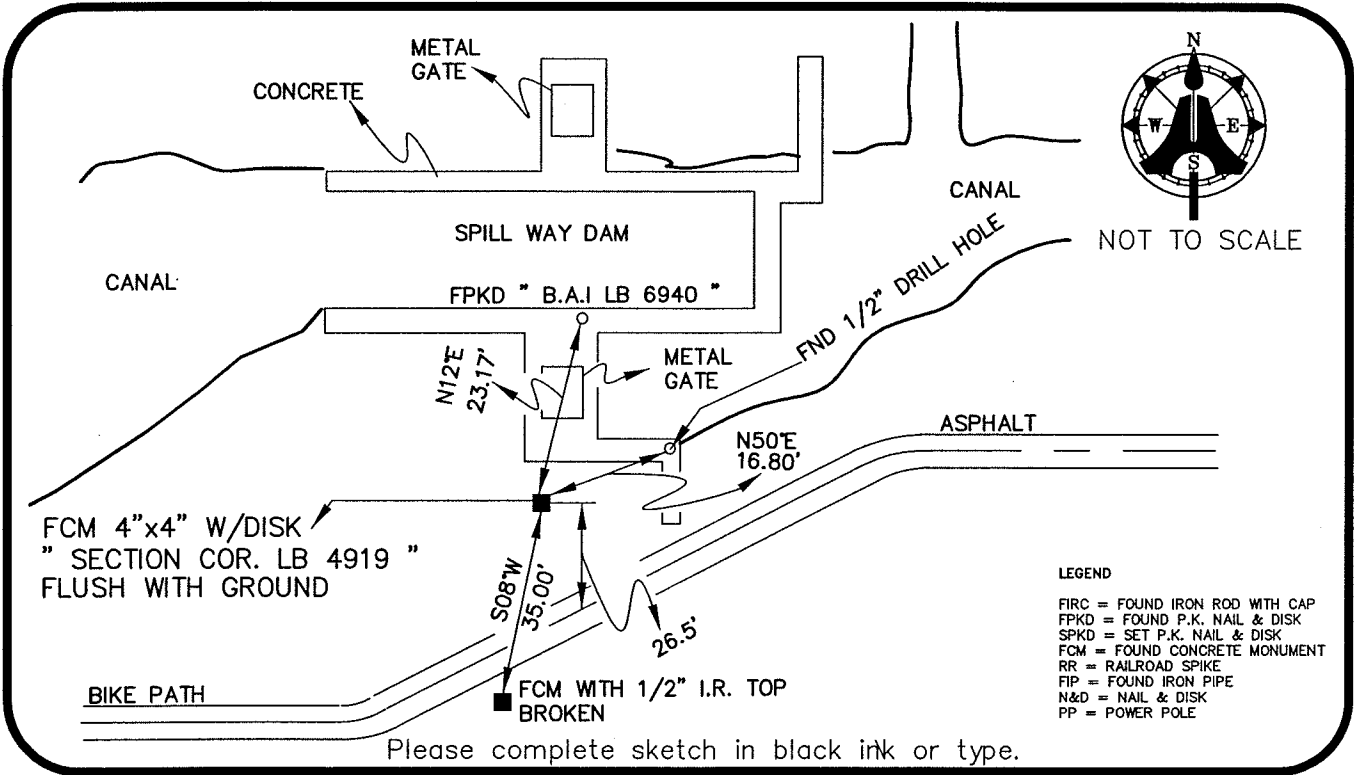 METAL
GATE
CONCRETE
N
W E
S
CANAL
SPILL WAY DAM
NOT TO SCALE
CANAL
FPKD " B.A.I LB 6940 "
FND 1/2" DRILL HOLE
N12°E
23.17'
METAL
GATE
ASPHALT
N50°E
16.80'
FCM 4"x4" W/DISK
" SECTION COR. LB 4919 "
FLUSH WITH GROUND
S08°W
35.00'
26.5'
BIKE PATH
FCM WITH 1/2" I.R. TOP
BROKEN
LEGEND
FIRC = FOUND IRON ROD WITH CAP
FPKD = FOUND P.K. NAIL & DISK
SPKD = SET P.K. NAIL & DISK
FCM = FOUND CONCRETE MONUMENT
RR = RAILROAD SPIKE
FIP = FOUND IRON PIPE
N&D = NAIL & DISK
PP = POWER POLE
Please complete sketch in black ink or type.